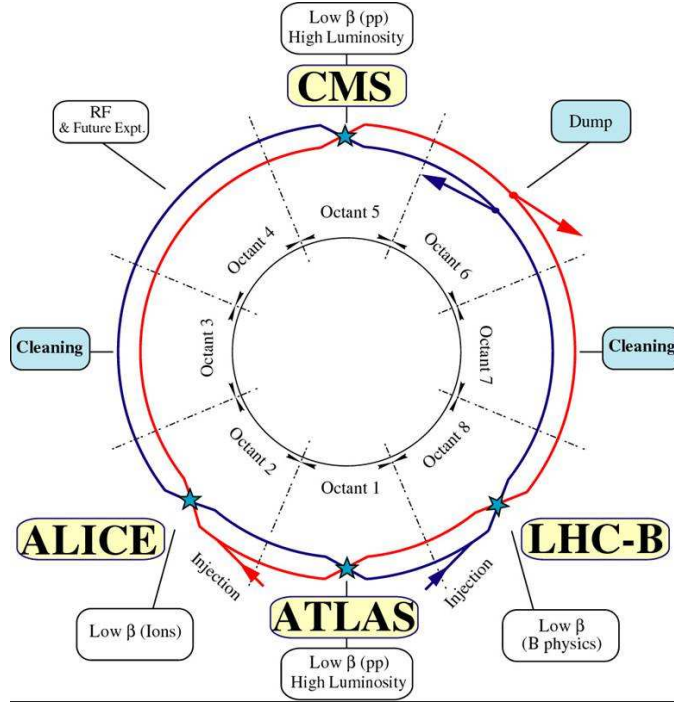 Low β (pp)
High Luminosity
CMS
RF
& Future Expt.
Dump
Octant 5
Octant 4
Octant 6
Cleaning
Octant 3
Octant 7
Cleaning
Octant 2
Octant 8
Octant 1
ALICE
LHC-B
Injection
Injection
ATLAS
Low β (Ions)
Low β
(B physics)
Low β (pp)
High Luminosity